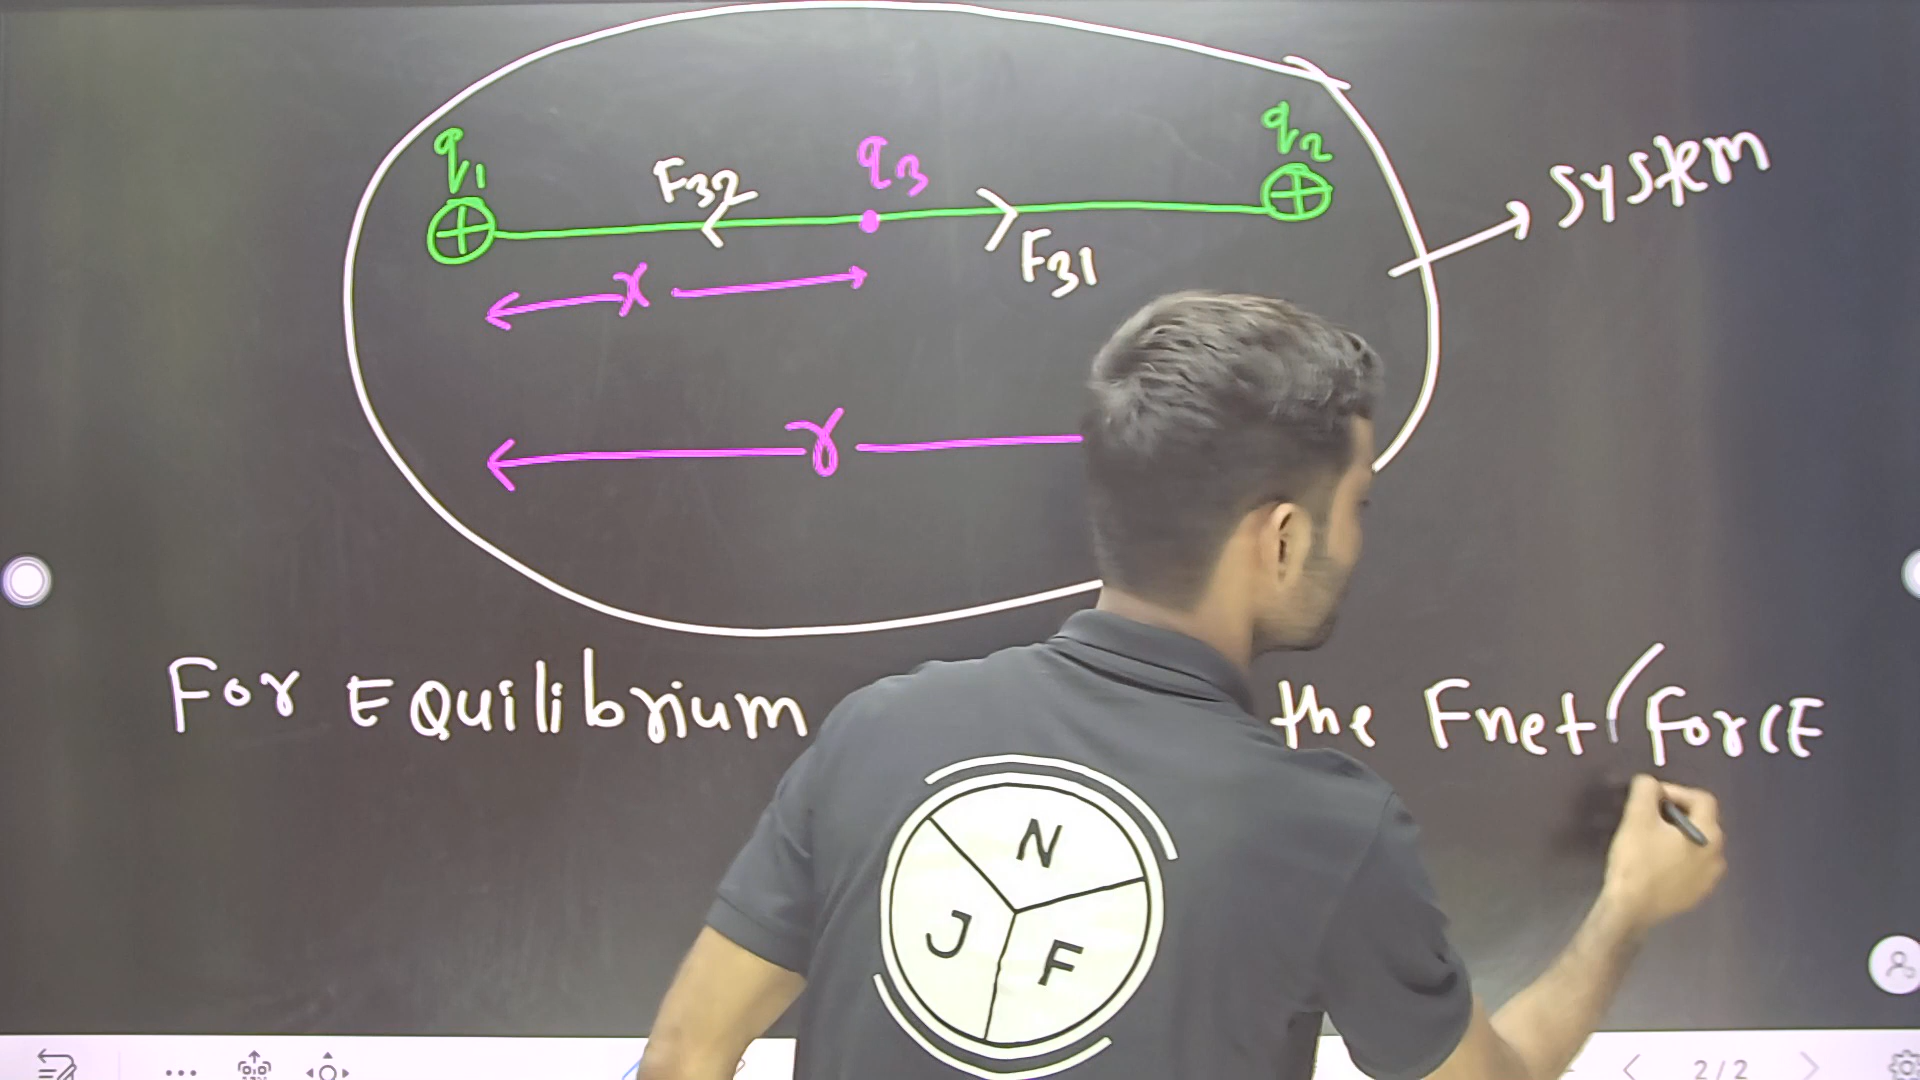 q1 F32 q3 q2
F31
x
r
System
For Equilibrium the Fnet (Force
N
J F
2/2